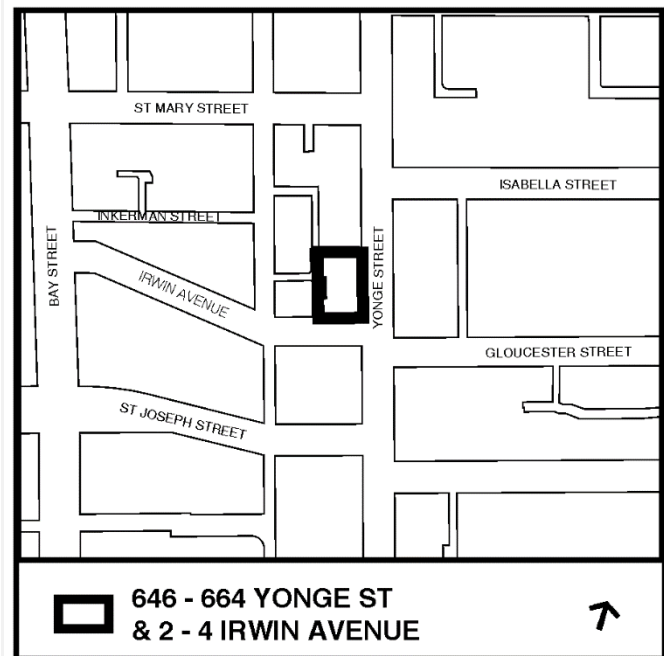 ST MARY STREET
ISABELLA STREET
INKERMAN STREET
BAY STREET
IRWIN AVENUE
YONGE STREET
GLOUCESTER STREET
ST JOSEPH STREET
646 - 664 YONGE ST
& 2 - 4 IRWIN AVENUE